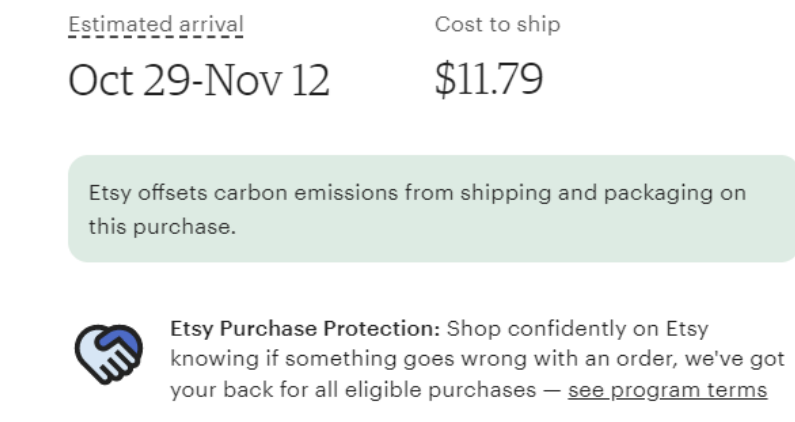 Estimated arrival
Cost to ship
Oct 29-Nov 12
$11.79
Etsy offsets carbon emissions from shipping and packaging on
this purchase.
Etsy Purchase Protection: Shop confidently on Etsy
knowing if something goes wrong with an order, we've got
your back for all eligible purchases — see program terms